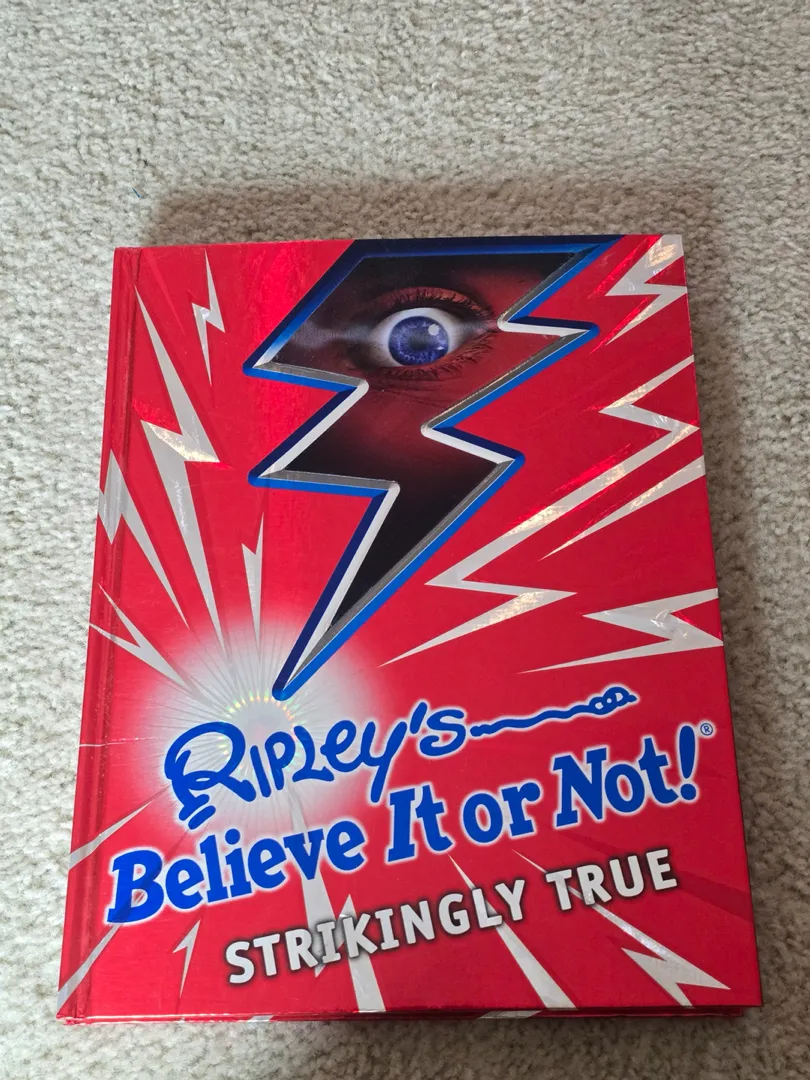 RIPLEY'S
Believe It or Not!®
STRIKINGLY TRUE